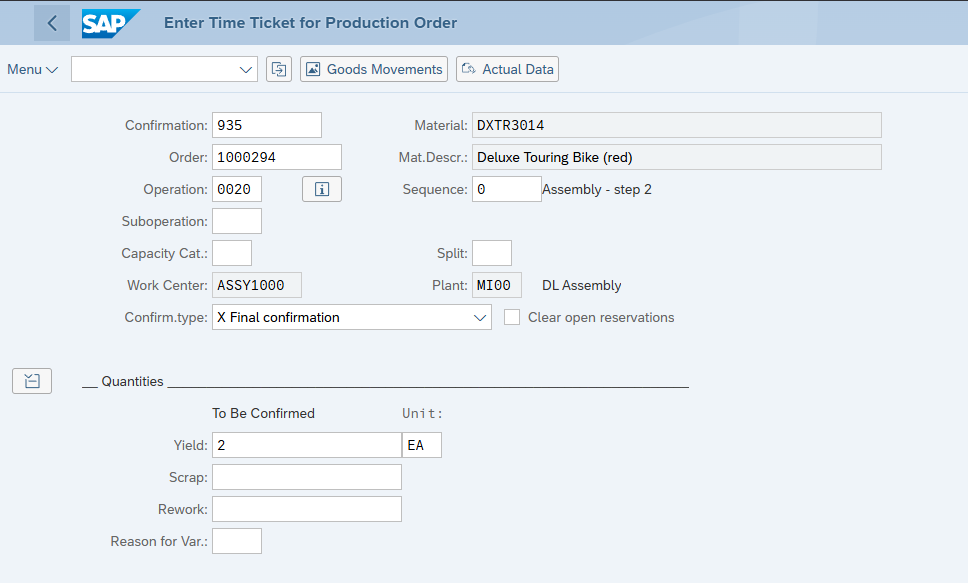 SAP Enter Time Ticket for Production Order
Menu Goods Movements Actual Data
Confirmation: 935 Material: DXTR3014
Order: 1000294 Mat.Descr.: Deluxe Touring Bike (red)
Operation: 0020 Sequence: 0 Assembly - step 2
Suboperation:
Capacity Cat.: Split:
Work Center: ASSY1000 Plant: MI00 DL Assembly
Confirm.type: X Final confirmation Clear open reservations
Quantities
To Be Confirmed Unit:
Yield: 2 EA
Scrap:
Rework:
Reason for Var.: